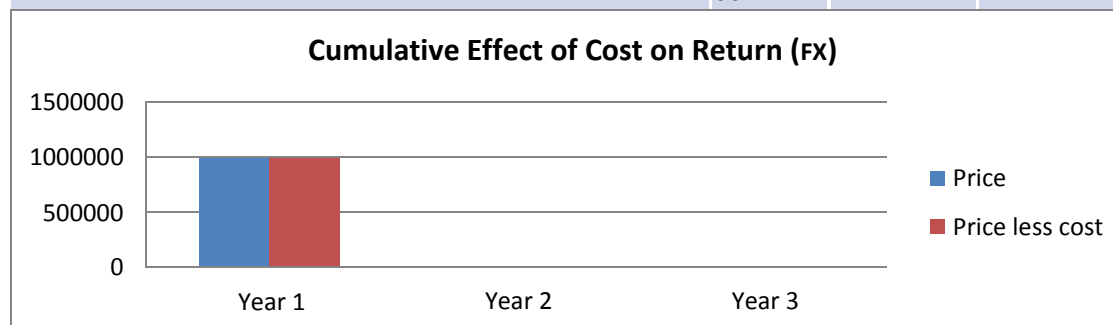 Cumulative Effect of Cost on Return (FX)
1500000
1000000
500000
0
Year 1 Year 2 Year 3
Price
Price less cost